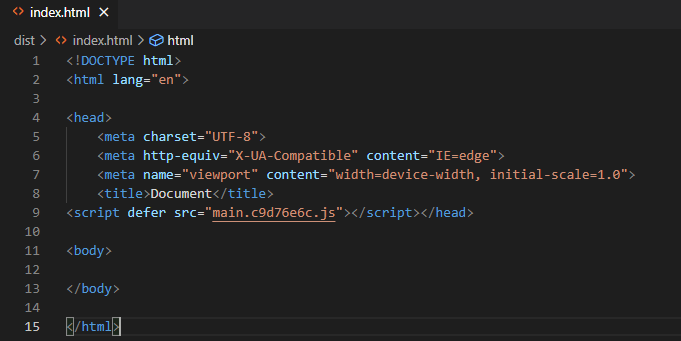 index.html
dist > index.html > html
1 <!DOCTYPE html>
2 <html lang="en">
3
4 <head>
5     <meta charset="UTF-8">
6     <meta http-equiv="X-UA-Compatible" content="IE=edge">
7     <meta name="viewport" content="width=device-width, initial-scale=1.0">
8     <title>Document</title>
9 <script defer src="main.c9d76e6c.js"></script></head>
10
11 <body>
12
13 </body>
14
15 </html>